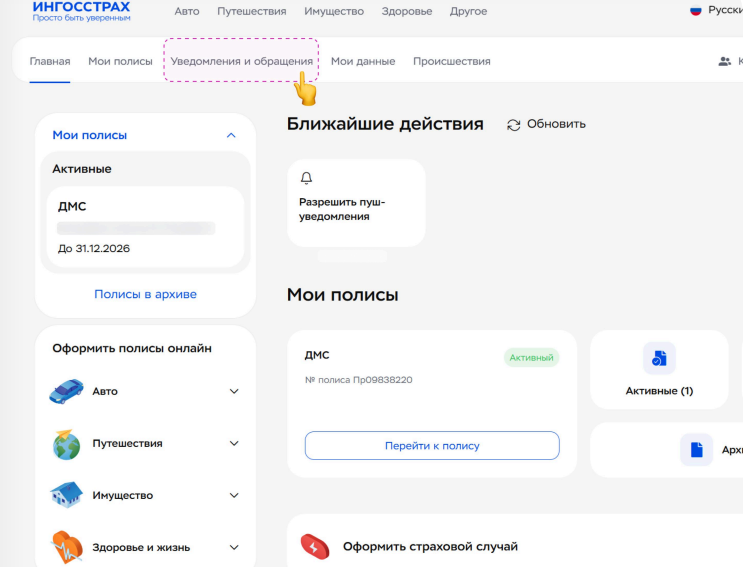 ИНГОССТРАХ
Просто быть уверенным
Авто Путешествия Имущество Здоровье Другое
Главная Мои полисы Уведомления и обращения Мои данные Происшествия
Мои полисы
Активные
ДМС
До 31.12.2026
Полисы в архиве
Ближайшие действия Обновить
Разрешить пуш-
уведомления
Мои полисы
ДМС Активный
№ полиса Пр09838220
Перейти к полису
Активные (1)
Оформить полисы онлайн
Авто
Путешествия
Имущество
Здоровье и жизнь
Оформить страховой случай